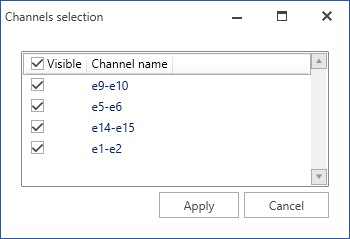 Channels selection
Visible Channel name
e9-e10
e5-e6
e14-e15
e1-e2
Apply Cancel